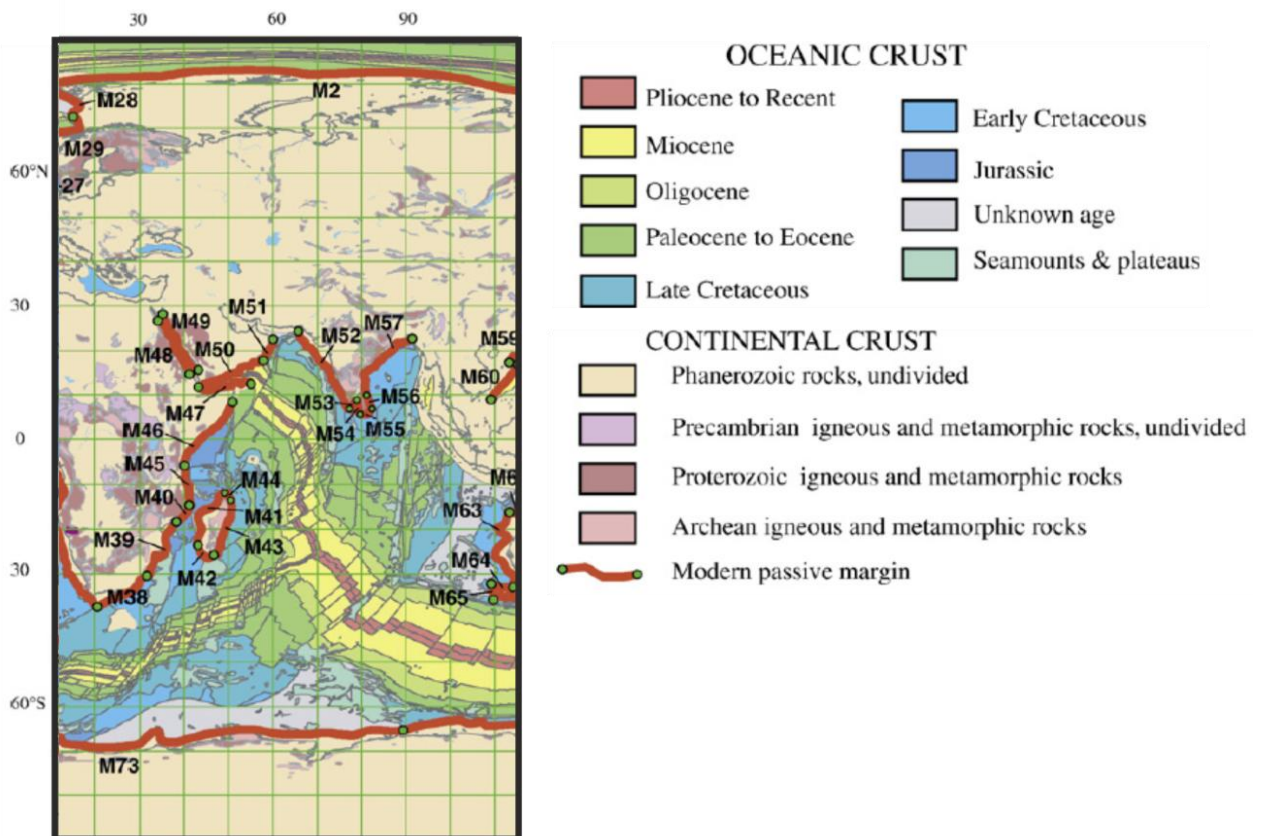 30 60 90
M28
M2
M29
60°N
27
30
M51
M49
M52
M57
M59
M48
M50
M60
M47
M53
M56
M54
M55
M46
0
M45
M44
M40
M6
M41
M63
M39
M43
M64
30
M42
M38
M65
60°S
M73
OCEANIC CRUST
Pliocene to Recent
Miocene
Oligocene
Paleocene to Eocene
Late Cretaceous
Early Cretaceous
Jurassic
Unknown age
Seamounts & plateaus
CONTINENTAL CRUST
Phanerozoic rocks, undivided
Precambrian igneous and metamorphic rocks, undivided
Proterozoic igneous and metamorphic rocks
Archean igneous and metamorphic rocks
Modern passive margin